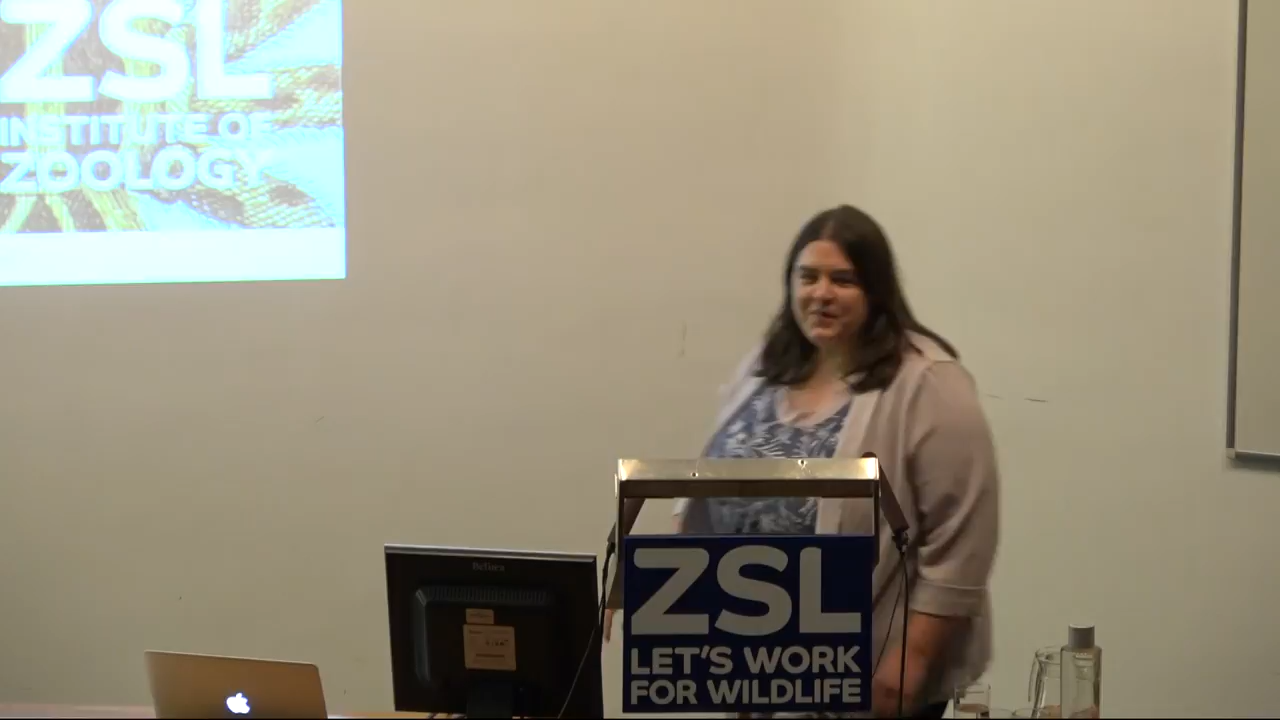 ZSL
INSTITUTE OF
ZOOLOGY
ZSL
LET'S WORK
FOR WILDLIFE